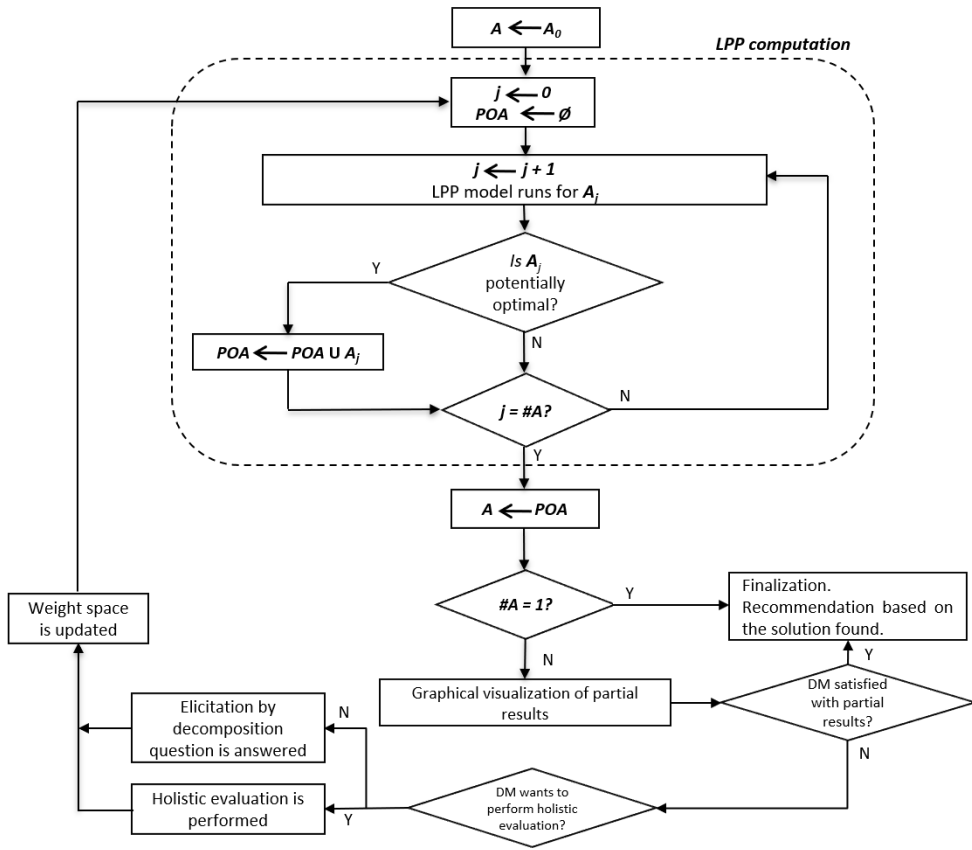 A ← A₀
LPP computation
j ← 0
POA ← Ø
j ← j + 1
LPP model runs for Aⱼ
Is Aⱼ
potentially
optimal?
Y
N
POA ← POA U Aⱼ
j = #A?
N
Y
A ← POA
#A = 1?
Y
N
Finalization.
Recommendation based on
the solution found.
Graphical visualization of partial
results
DM satisfied
with partial
results?
Y
N
DM wants to
perform holistic
evaluation?
N
Y
Elicitation by
decomposition
question is answered
Holistic evaluation is
performed
Weight space
is updated